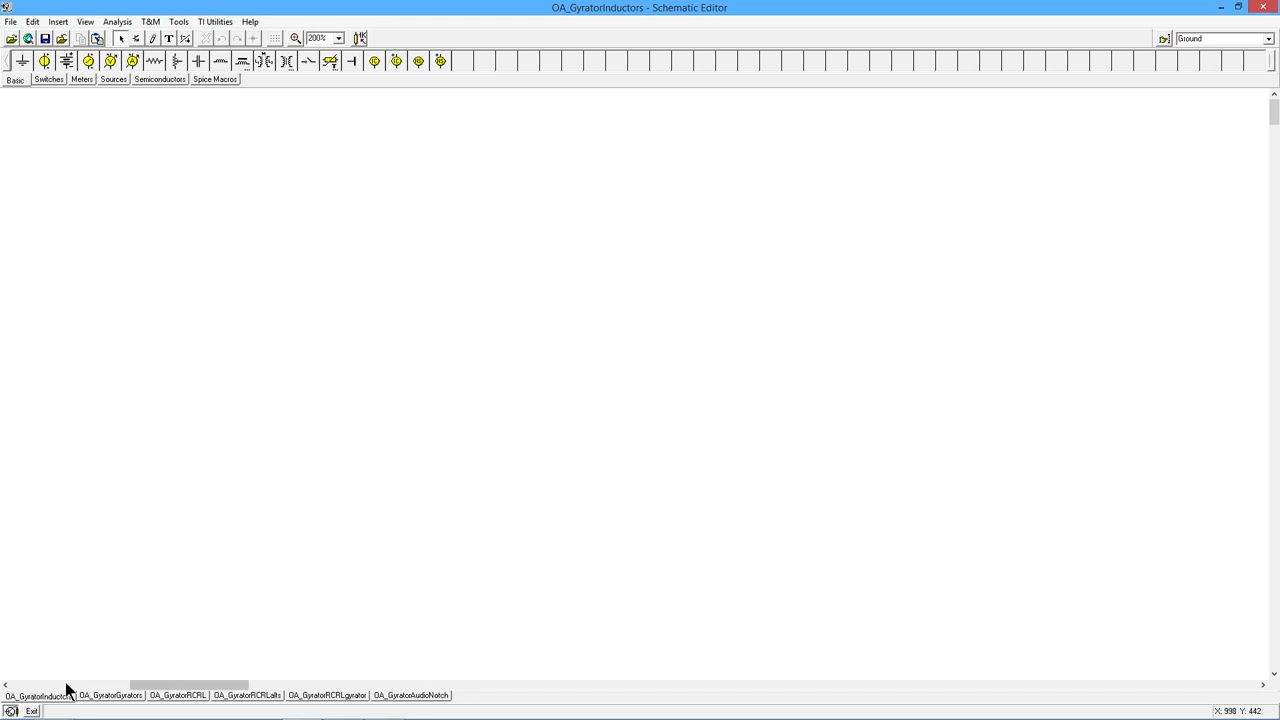 OA_GyratorInductors - Schematic Editor
File Edit Insert View Analysis T&M Tools TI Utilities Help
200% Ground
Basic Switches Meters Sources Semiconductors Spice Macros
OA_GyratorInductors OA_GyratorGyrators OA_GyratorRCRL OA_GyratorRCRLalts OA_GyratorRCRLgyrator OA_GyratorAudioNotch
Exit X: 998 Y: 442